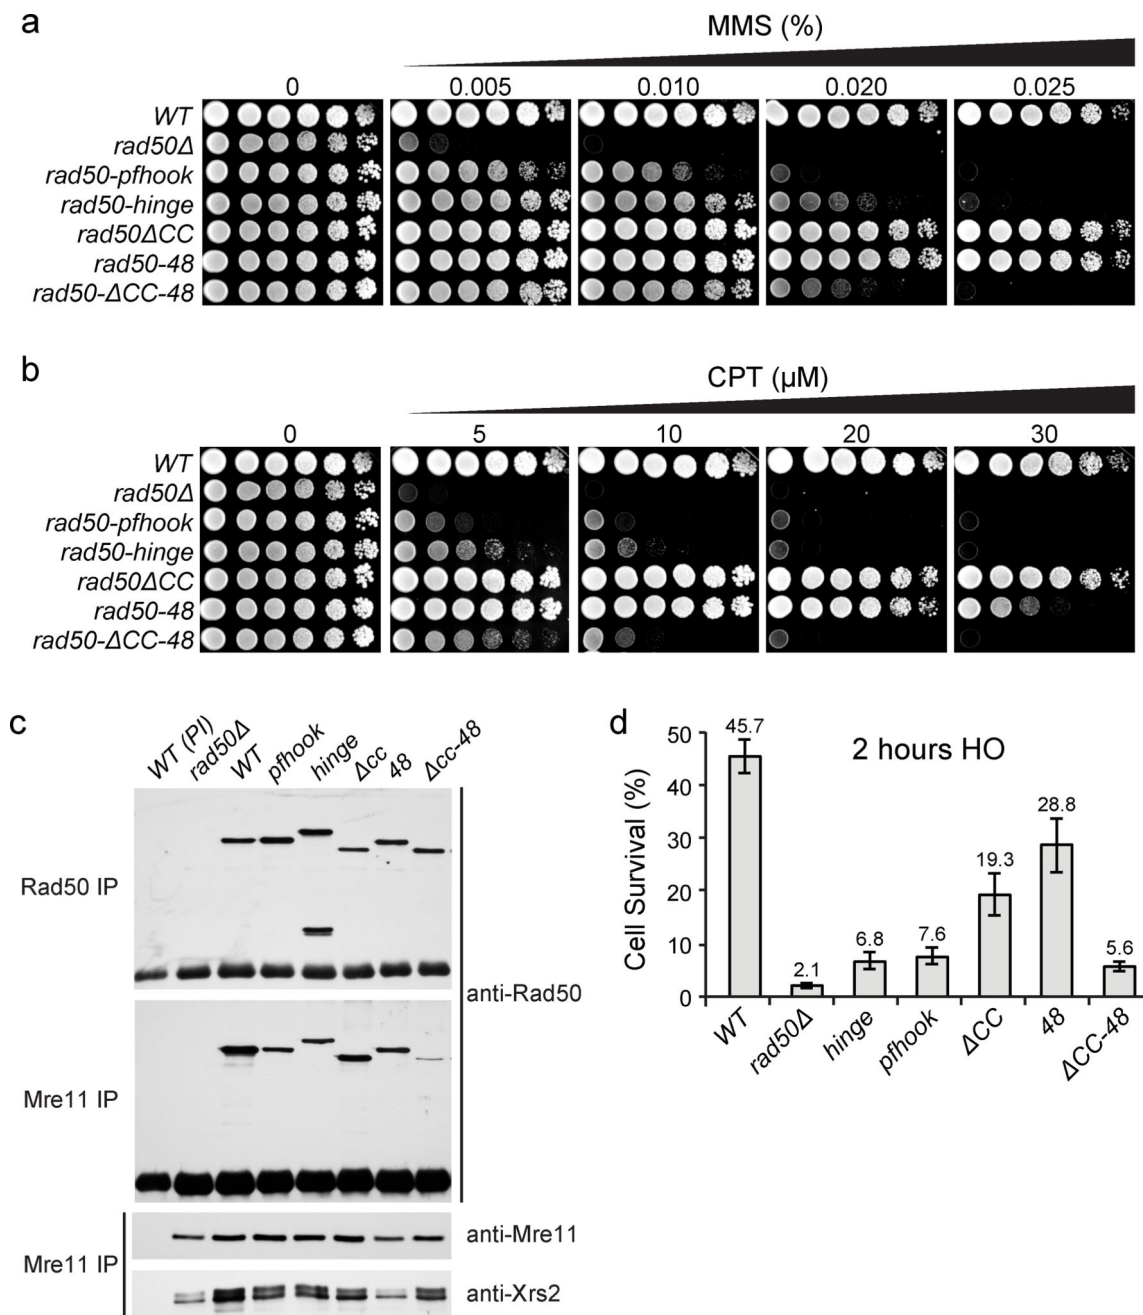 a
MMS (%)
0 0.005 0.010 0.020 0.025
WT
rad50Δ
rad50-pfhook
rad50-hinge
rad50ΔCC
rad50-48
rad50-ΔCC-48
b
CPT (µM)
0 5 10 20 30
WT
rad50Δ
rad50-pfhook
rad50-hinge
rad50ΔCC
rad50-48
rad50-ΔCC-48
c
WT (PI) rad50Δ WT pfhook hinge Δcc 48 Δcc-48
Rad50 IP
Mre11 IP
anti-Rad50
Mre11 IP
anti-Mre11
anti-Xrs2
d
2 hours HO
Cell Survival (%)
50
40
30
20
10
0
45.7 2.1 6.8 7.6 19.3 28.8 5.6
WT rad50Δ hinge pfhook ΔCC 48 ΔCC-48